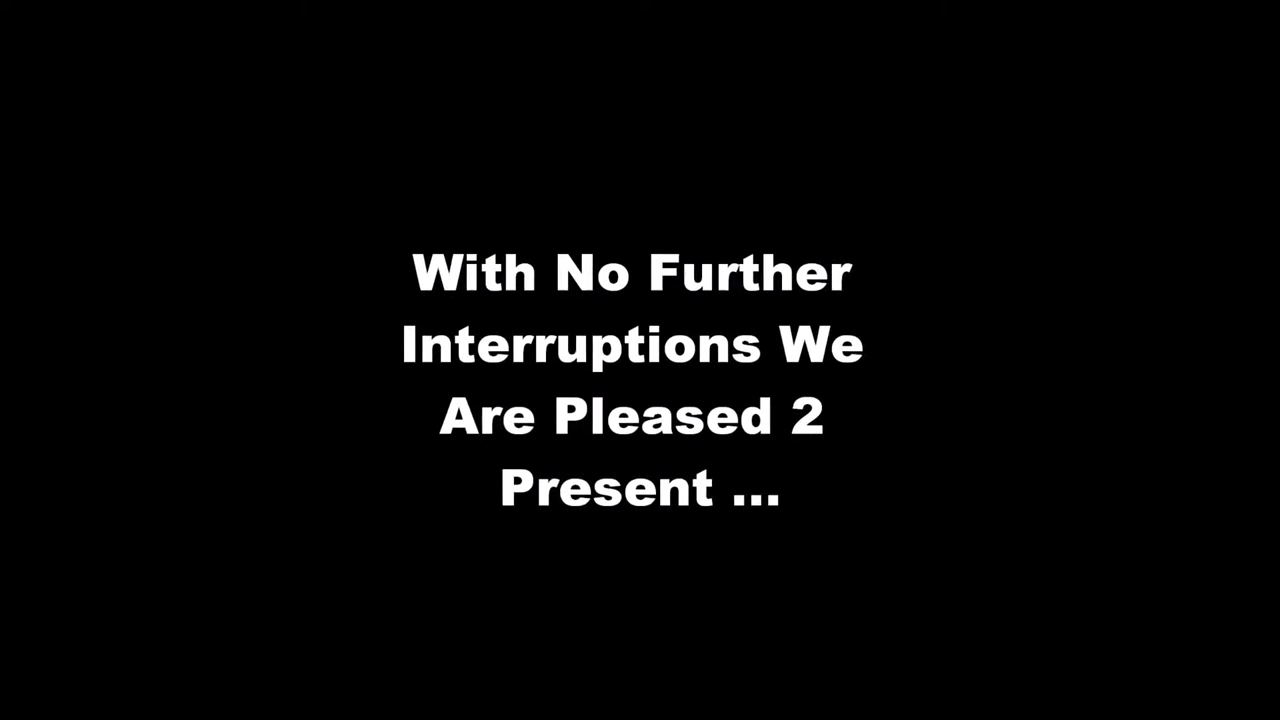 With No Further
Interruptions We
Are Pleased 2
Present ...